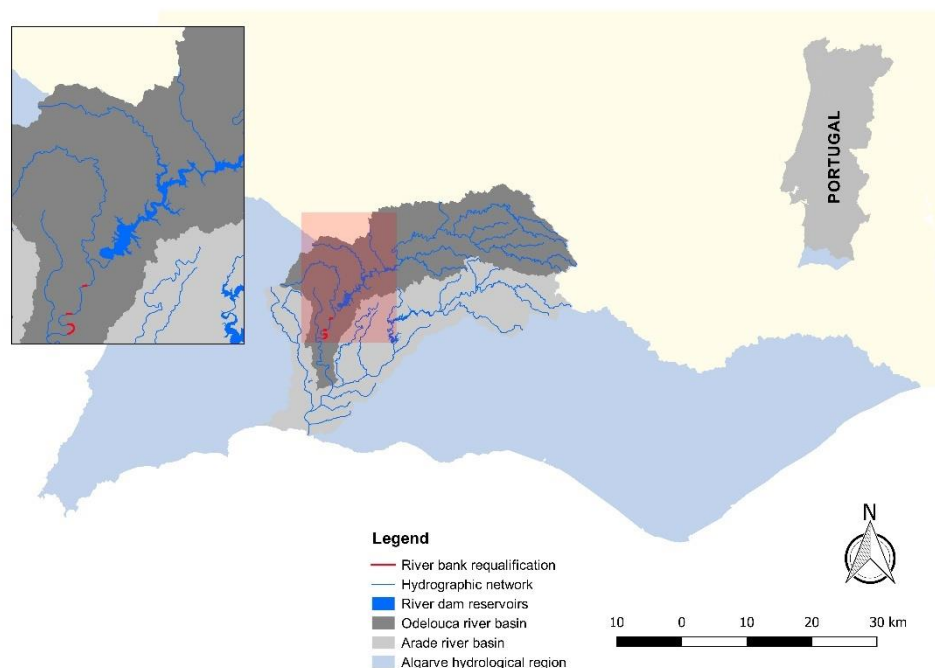 PORTUGAL
N
Legend
River bank requalification
Hydrographic network
River dam reservoirs
Odelouca river basin
Arade river basin
Algarve hydrological region
10 0 10 20 30 km